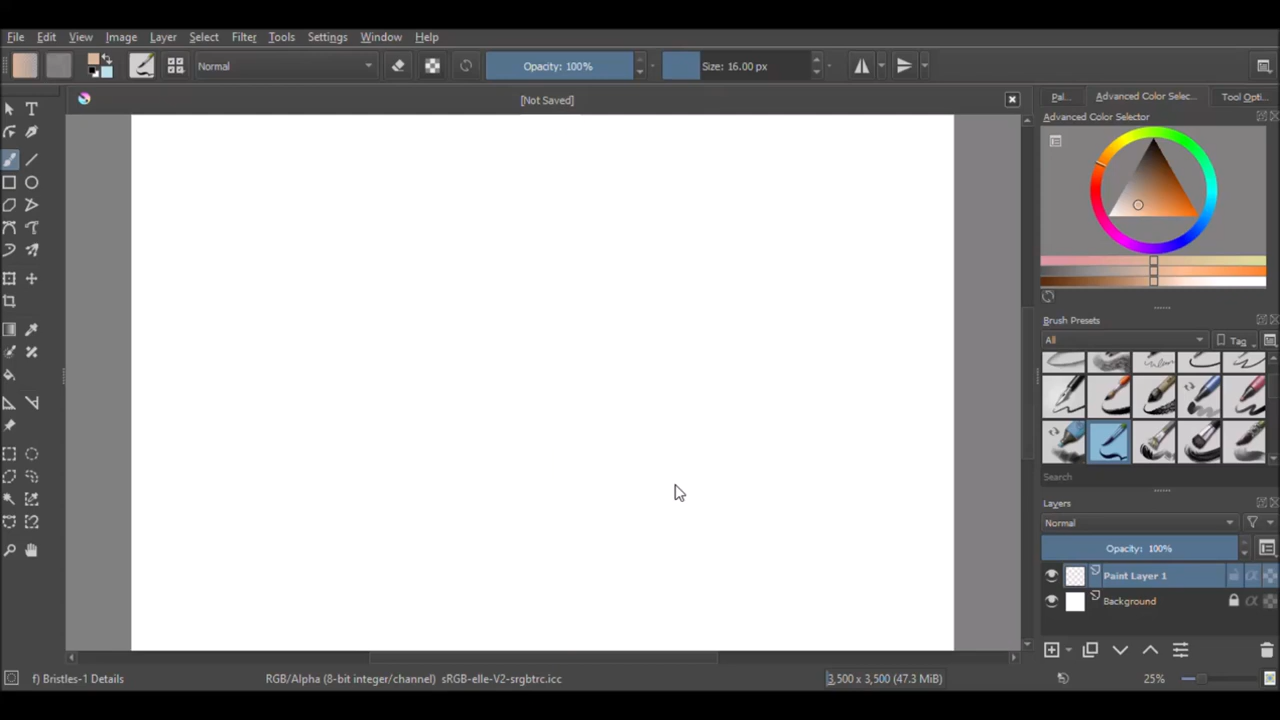 File Edit View Image Layer Filter Tools Settings Window Help
Normal Opacity: 100% Size: 16.00 px
[Not Saved]
Pal... Advanced Color Selec... Tool Opti...
Advanced Color Selector
Brush Presets
All Tag
Search
Layers
Normal
Opacity: 100%
Paint Layer 1
Background
f) Bristles-1 Details RGB/Alpha (8-bit integer/channel) sRGB-elle-V2-srgbtrc.icc 3,500 x 3,500 (47.3 MiB) 25%